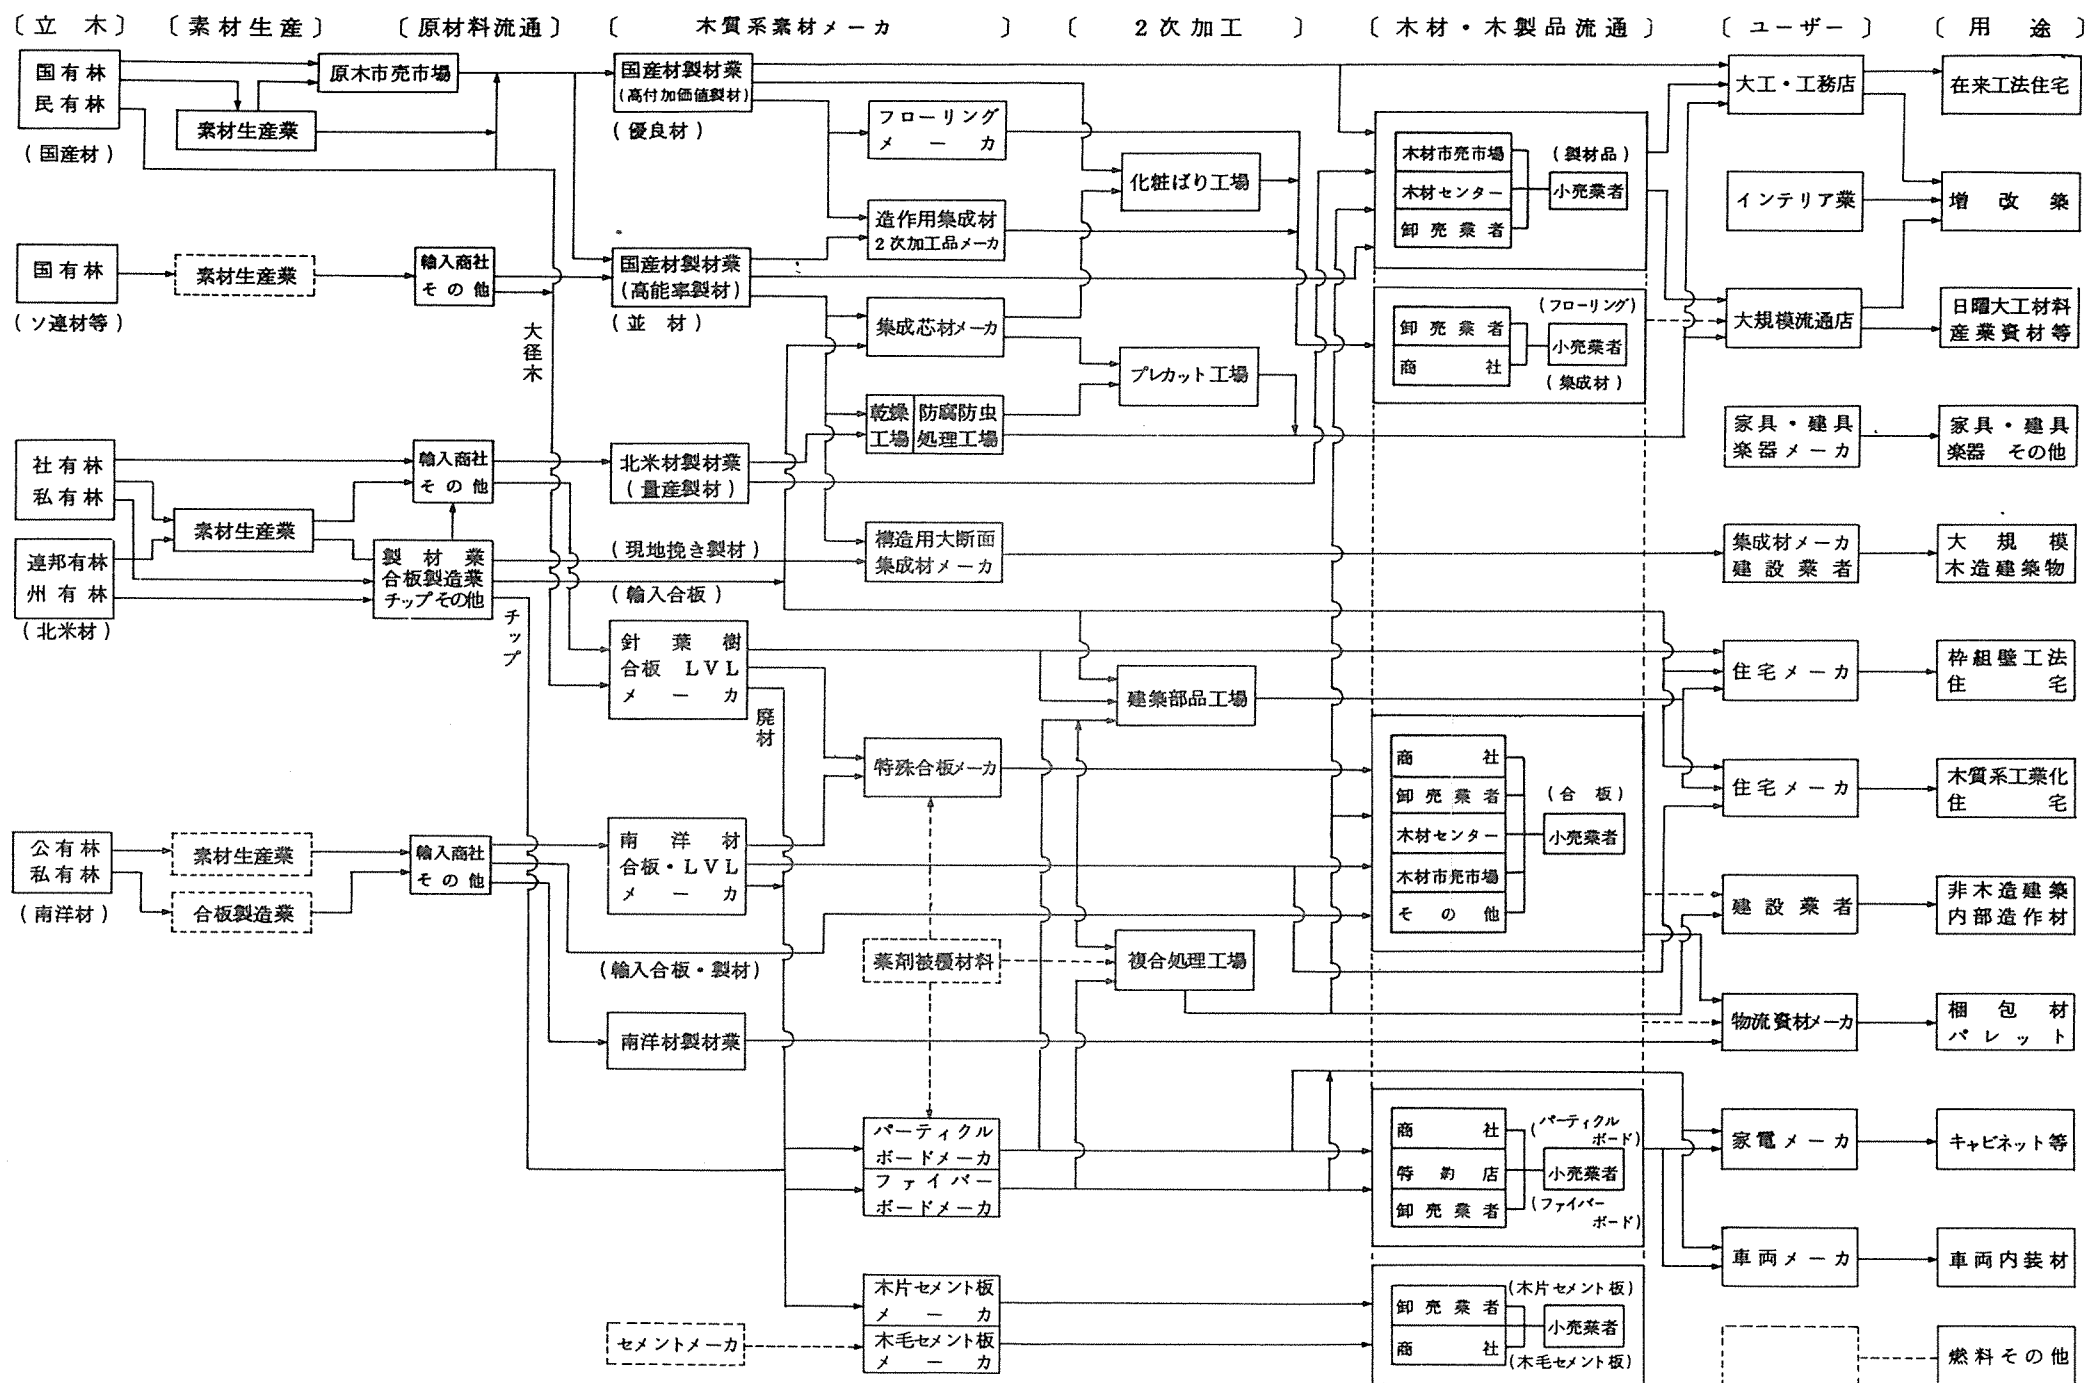 〔立木〕
〔素材生産〕
〔原材料流通〕
〔木質系素材メーカ〕
〔2次加工〕
〔木材・木製品流通〕
〔ユーザー〕
〔用途〕
国有林
民有林
(国産材)
素材生産業
原木市売市場
国有林
(ソ連材等)
素材生産業
輸入商社
その他
大径木
社有林
私有林
連邦有林
州有林
(北米材)
素材生産業
輸入商社
その他
製材業
合板製造業
チップその他
チップ
公有林
私有林
(南洋材)
素材生産業
合板製造業
輸入商社
その他
国産材製材業
(高付加価値製材)
(優良材)
国産材製材業
(高能率製材)
(並材)
北米材製材業
(量産製材)
(現地挽き製材)
(輸入合板)
針葉樹
合板 LVL
メーカ
廃材
南洋材
合板・LVL
メーカ
(輸入合板・製材)
南洋材製材業
セメントメーカ
フローリング
メーカ
造作用集成材
2次加工品メーカ
集成芯材メーカ
乾燥
工場
防腐防虫
処理工場
構造用大断面
集成材メーカ
特殊合板メーカ
薬剤被覆材料
パーティクル
ボードメーカ
ファイバー
ボードメーカ
木片セメント板
メーカ
木毛セメント板
メーカ
化粧ばり工場
プレカット工場
建築部品工場
複合処理工場
木材市売市場
木材センター
卸売業者
(製材品)
小売業者
卸売業者
商社
(フローリング)
小売業者
(集成材)
商社
卸売業者
木材センター
木材市売市場
その他
(合板)
小売業者
商社
特約店
卸売業者
(パーティクル
ボード)
小売業者
(ファイバー
ボード)
卸売業者
商社
(木片セメント板)
小売業者
(木毛セメント板)
大工・工務店
インテリア業
大規模流通店
家具・建具
楽器メーカ
集成材メーカ
建設業者
住宅メーカ
住宅メーカ
建設業者
物流資材メーカ
家電メーカ
車両メーカ
在来工法住宅
増改築
日曜大工材料
産業資材等
家具・建具
楽器 その他
大規模
木造建築物
枠組壁工法
住宅
木質系工業化
住宅
非木造建築
内部造作材
梱包材
パレット
キャビネット等
車両内装材
燃料その他